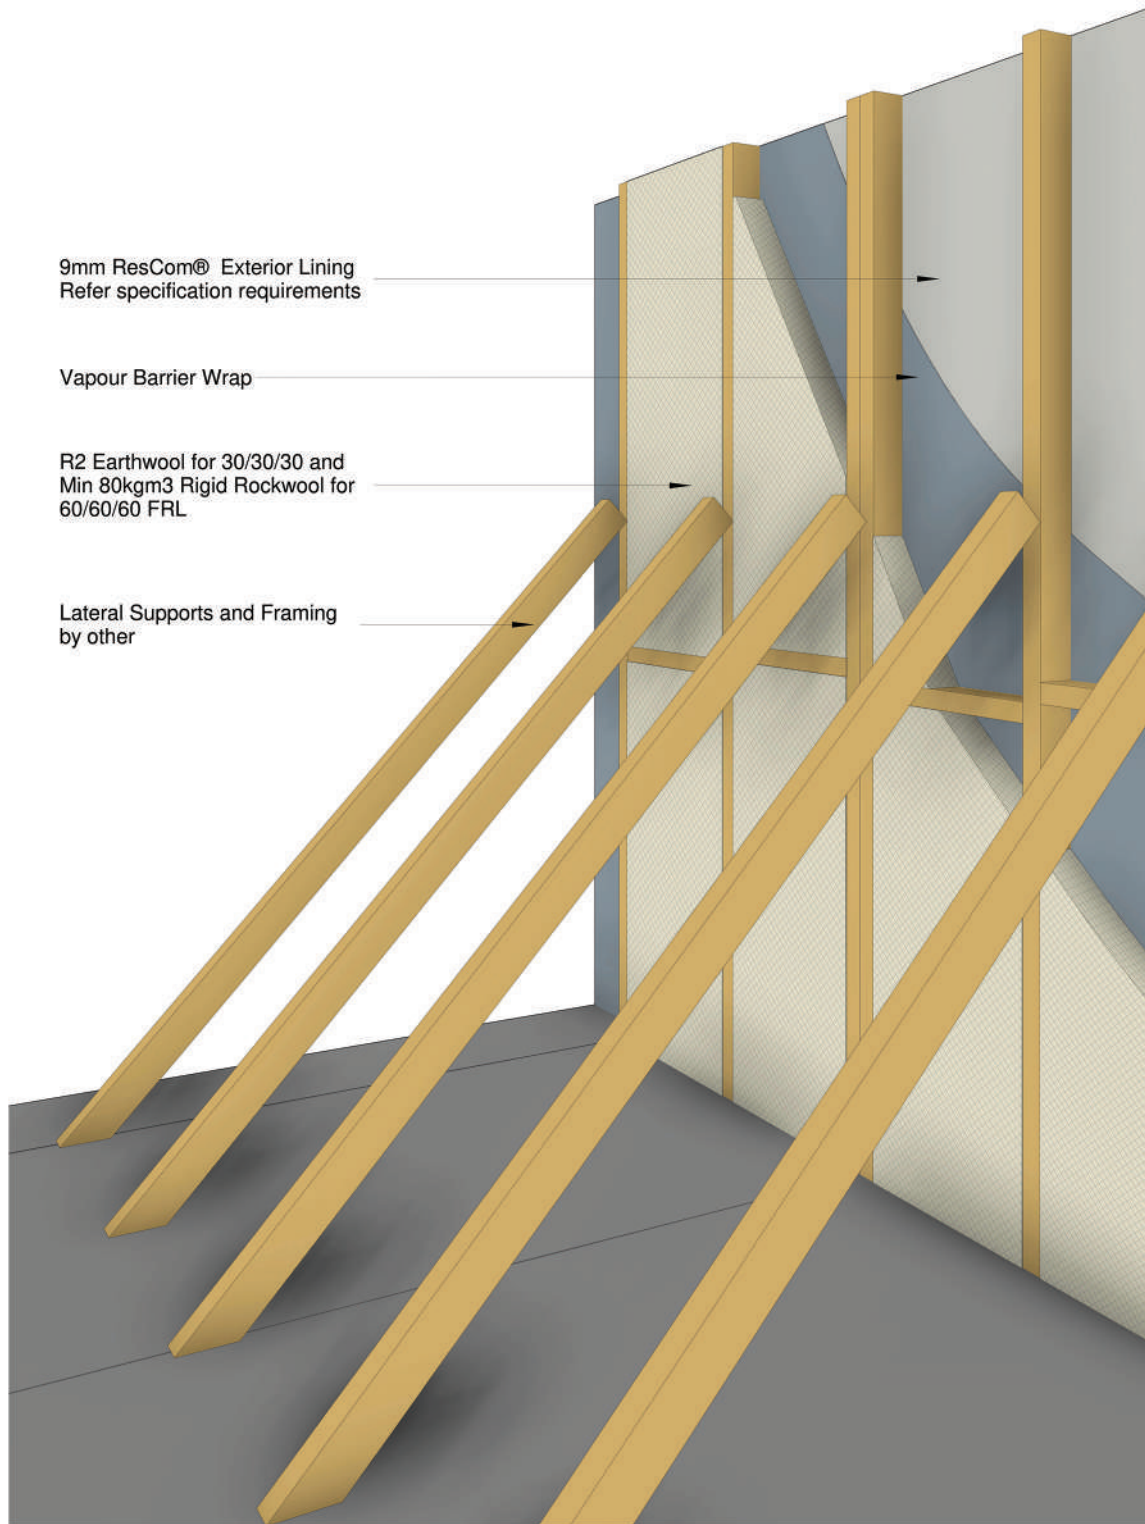 9mm ResCom® Exterior Lining
Refer specification requirements
Vapour Barrier Wrap
R2 Earthwool for 30/30/30 and
Min 80kgm3 Rigid Rockwool for
60/60/60 FRL
Lateral Supports and Framing
by other